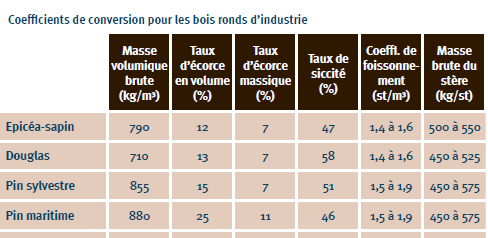 Coefficients de conversion pour les bois ronds d’industrie
Masse volumique brute (kg/m³) Taux d’écorce en volume (%) Taux d’écorce massique (%) Taux de siccité (%) Coeffi. de foissonne- ment (st/m³) Masse brute du stère (kg/st)
Epicéa-sapin 790 12 7 47 1,4 à 1,6 500 à 550
Douglas 710 13 7 58 1,4 à 1,6 450 à 525
Pin sylvestre 855 15 7 51 1,5 à 1,9 450 à 575
Pin maritime 880 25 11 46 1,5 à 1,9 450 à 575